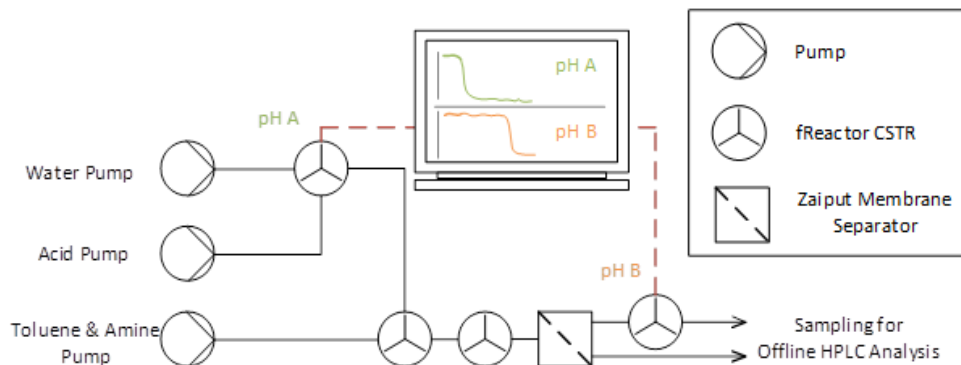 pH A
pH B
pH A
Water Pump
Acid Pump
Toluene & Amine
Pump
pH B
Sampling for
Offline HPLC Analysis
Pump
fReactor CSTR
Zaiput Membrane
Separator